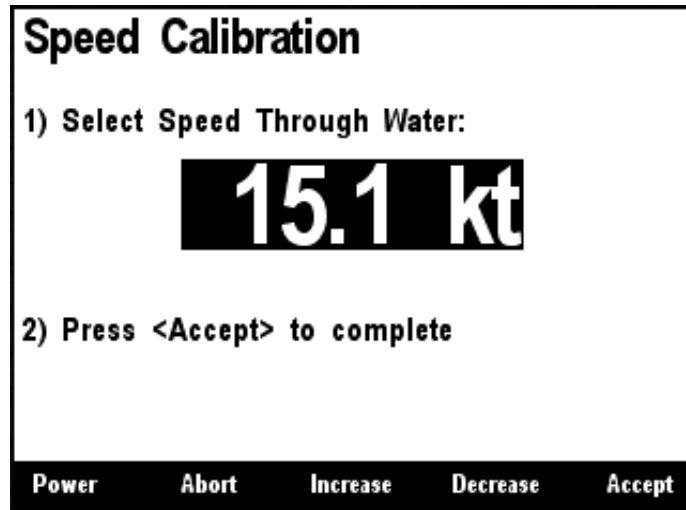 Speed Calibration
1) Select Speed Through Water:
15.1 kt
2) Press <Accept> to complete
Power Abort Increase Decrease Accept